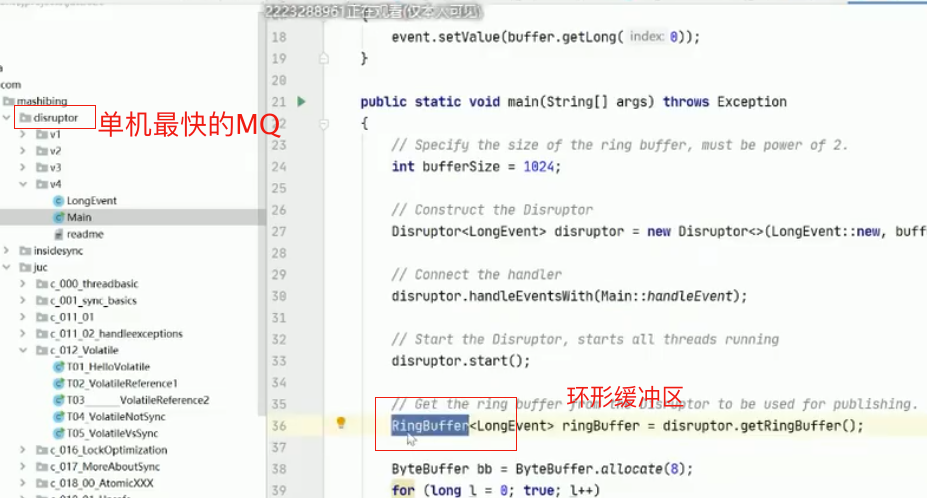 2223288961正在观看(仅本人可见)
com
mashibing
disruptor
单机最快的MQ
v1
v2
v3
v4
LongEvent
Main
readme
insidesync
juc
c_000_threadbasic
c_001_sync_basics
c_011_01
c_011_02_handleexceptions
c_012_Volatile
T01_HelloVolatile
T02_VolatileReference1
T03______VolatileReference2
T04_VolatileNotSync
T05_VolatileVsSync
c_016_LockOptimization
c_017_MoreAboutSync
c_018_00_AtomicXXX
18 event.setValue(buffer.getLong( index: 0));
19 }
20
21 public static void main(String[] args) throws Exception
22 {
23 // Specify the size of the ring buffer, must be power of 2.
24 int bufferSize = 1024;
25
26 // Construct the Disruptor
27 Disruptor<LongEvent> disruptor = new Disruptor<>(LongEvent::new, buff
28
29 // Connect the handler
30 disruptor.handleEventsWith(Main::handleEvent);
31
32 // Start the Disruptor, starts all threads running
33 disruptor.start();
34
环形缓冲区
35 // Get the ring buffer from the Disruptor to be used for publishing.
36 RingBuffer<LongEvent> ringBuffer = disruptor.getRingBuffer();
37
38 ByteBuffer bb = ByteBuffer.allocate(8);
39 for (long l = 0; true; l++)